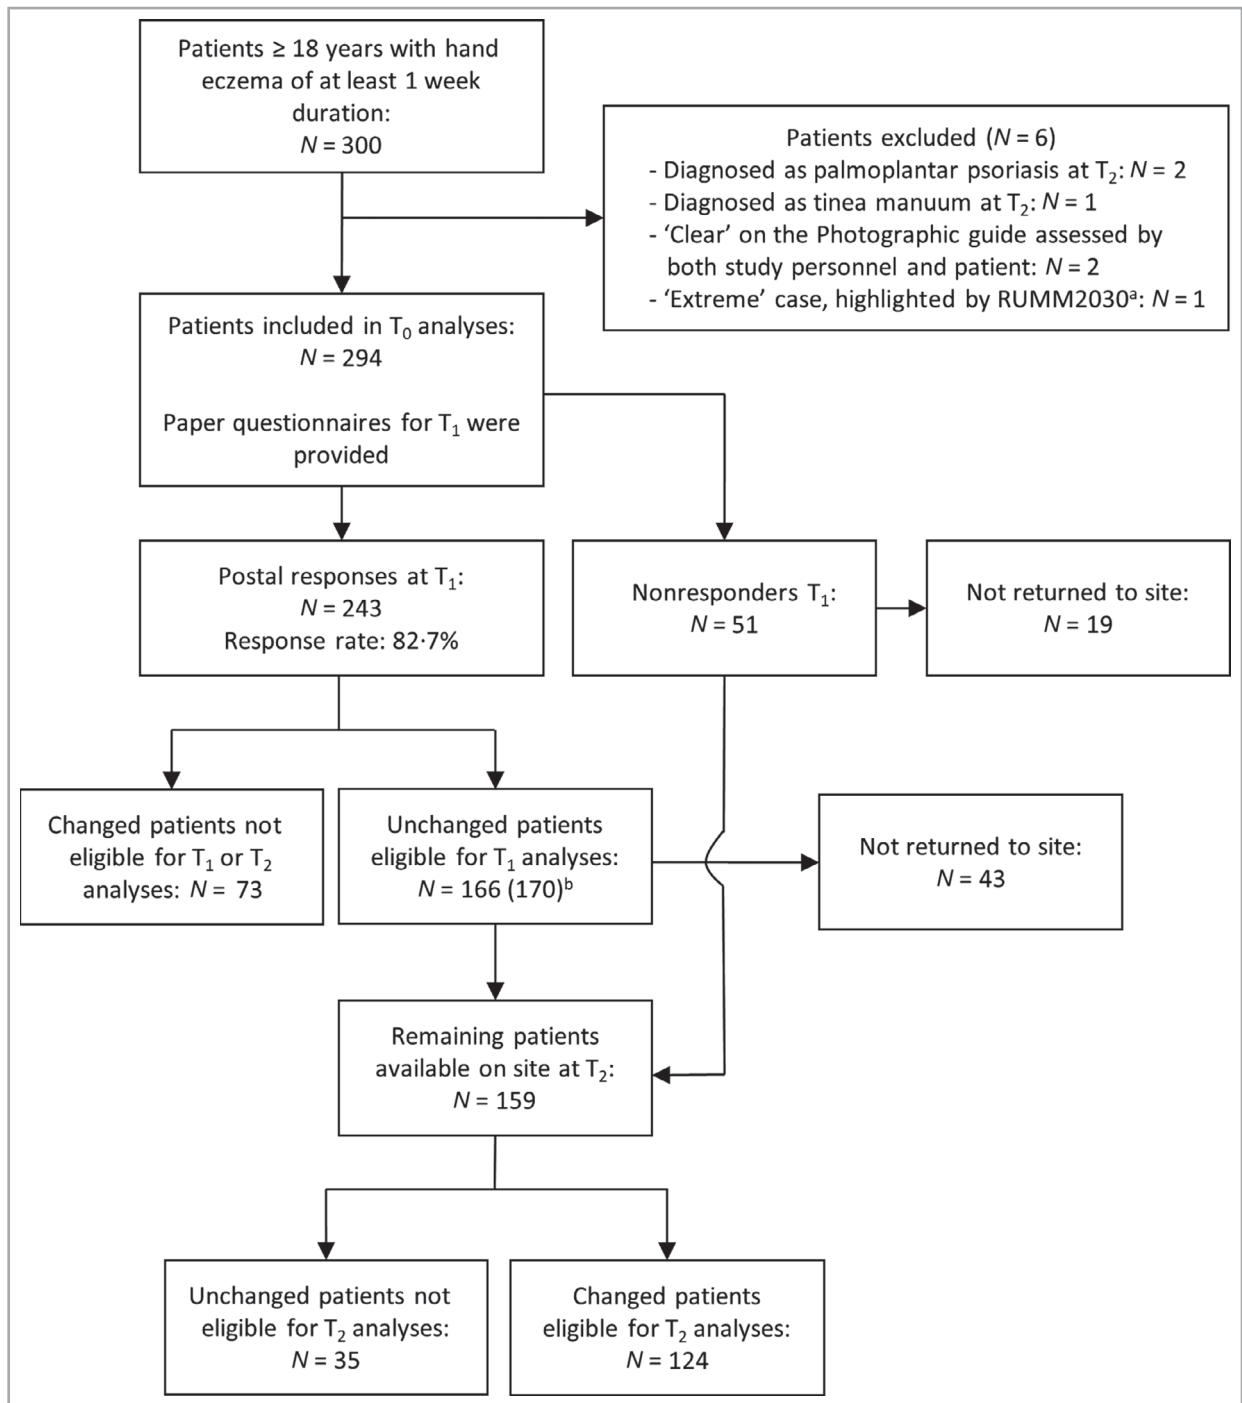 Patients ≥ 18 years with hand
eczema of at least 1 week
duration:
N = 300
Patients excluded (N = 6)
- Diagnosed as palmoplantar psoriasis at T₂: N = 2
- Diagnosed as tinea manuum at T₂: N = 1
- ‘Clear’ on the Photographic guide assessed by
both study personnel and patient: N = 2
- ‘Extreme’ case, highlighted by RUMM2030ᵃ: N = 1
Patients included in T₀ analyses:
N = 294
Paper questionnaires for T₁ were
provided
Postal responses at T₁:
N = 243
Response rate: 82·7%
Nonresponders T₁:
N = 51
Not returned to site:
N = 19
Changed patients not
eligible for T₁ or T₂
analyses: N = 73
Unchanged patients
eligible for T₁ analyses:
N = 166 (170)ᵇ
Not returned to site:
N = 43
Remaining patients
available on site at T₂:
N = 159
Unchanged patients not
eligible for T₂ analyses:
N = 35
Changed patients
eligible for T₂ analyses:
N = 124